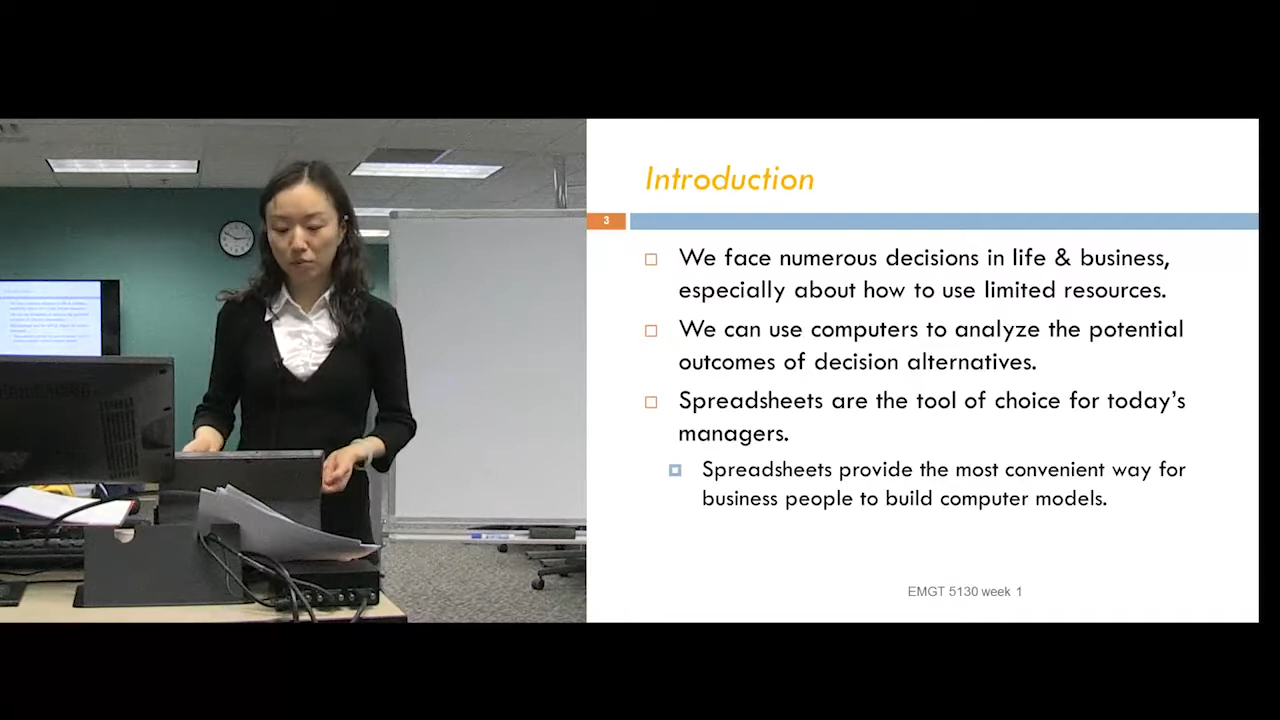 Introduction
3
We face numerous decisions in life & business,
especially about how to use limited resources.
We can use computers to analyze the potential
outcomes of decision alternatives.
Spreadsheets are the tool of choice for today's
managers.
Spreadsheets provide the most convenient way for
business people to build computer models.
EMGT 5130 week 1